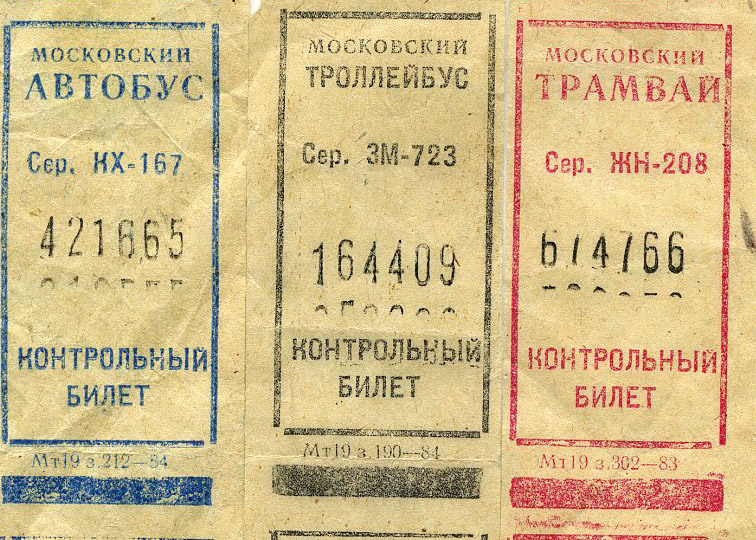 МОСКОВСКИЙ
АВТОБУС
Сер. КХ-167
421665
КОНТРОЛЬНЫЙ
БИЛЕТ
Мт19 з.212—84
МОСКОВСКИЙ
ТРОЛЛЕЙБУС
Сер. ЗМ-723
164409
КОНТРОЛЬНЫЙ
БИЛЕТ
Мт19 з.190—84
МОСКОВСКИЙ
ТРАМВАЙ
Сер. ЖН-208
674766
КОНТРОЛЬНЫЙ
БИЛЕТ
Мт19 з.302—83